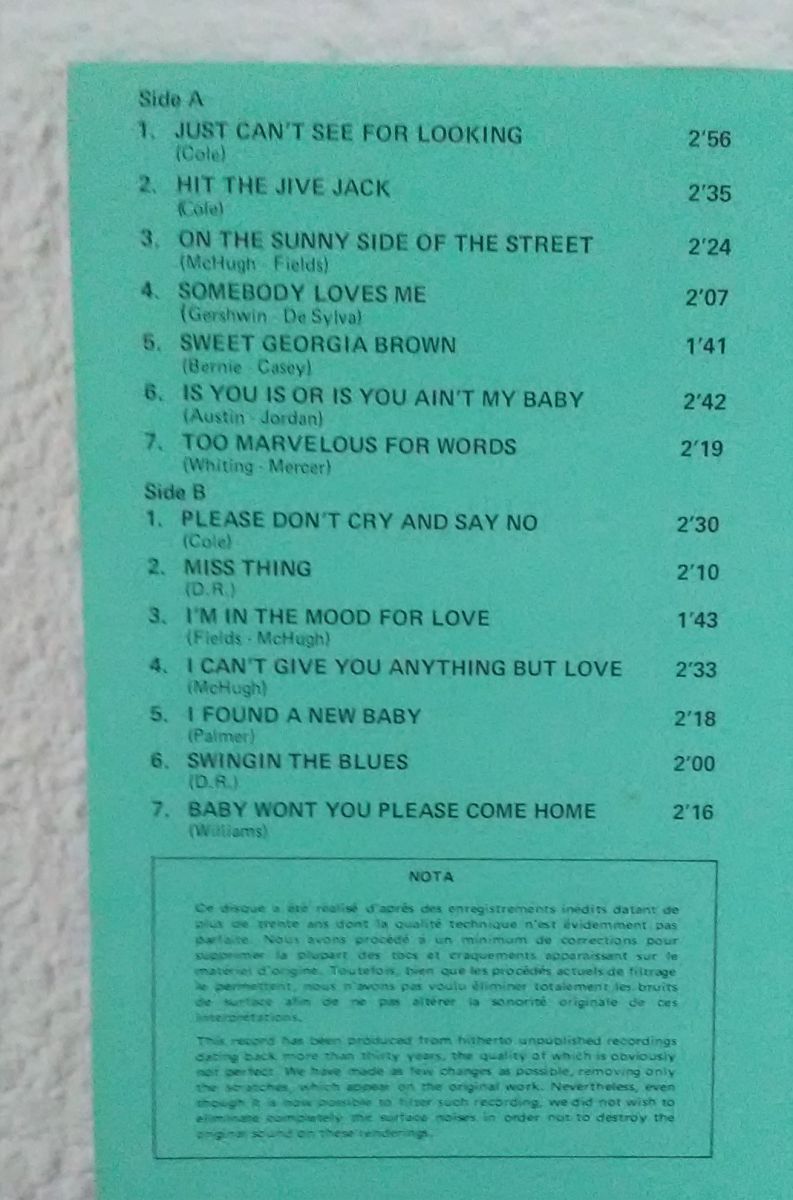 Side A
1. JUST CAN'T SEE FOR LOOKING 2'56
(Cole)
2. HIT THE JIVE JACK 2'35
(Cole)
3. ON THE SUNNY SIDE OF THE STREET 2'24
(McHugh - Fields)
4. SOMEBODY LOVES ME 2'07
(Gershwin - De Sylva)
5. SWEET GEORGIA BROWN 1'41
(Bernie - Casey)
6. IS YOU IS OR IS YOU AIN'T MY BABY 2'42
(Austin - Jordan)
7. TOO MARVELOUS FOR WORDS 2'19
(Whiting - Mercer)
Side B
1. PLEASE DON'T CRY AND SAY NO 2'30
(Cole)
2. MISS THING 2'10
(D.R.)
3. I'M IN THE MOOD FOR LOVE 1'43
(Fields - McHugh)
4. I CAN'T GIVE YOU ANYTHING BUT LOVE 2'33
(McHugh)
5. I FOUND A NEW BABY 2'18
(Palmer)
6. SWINGIN THE BLUES 2'00
(D.R.)
7. BABY WONT YOU PLEASE COME HOME 2'16
(Williams)
NOTA
Ce disque a été réalisé d'après des enregistrements inédits datant de
plus de trente ans dont la qualité technique n'est évidemment pas
parfaite. Nous avons procédé à un minimum de corrections pour
supprimer la plupart des tocs et craquements apparaissant sur le
matériel d'origine. Toutefois, bien que les procédés actuels de filtrage
le permettent, nous n'avons pas voulu éliminer totalement les bruits
de surface afin de ne pas altérer la sonorité originale de ces
interprétations.
This record has been produced from hitherto unpublished recordings
dating back more than thirty years, the quality of which is obviously
not perfect. We have made as few changes as possible, removing only
the scratches, which appear on the original work. Nevertheless, even
though it is now possible to filter such recording, we did not wish to
eliminate completely the surface noises in order not to destroy the
original sound on these renderings.